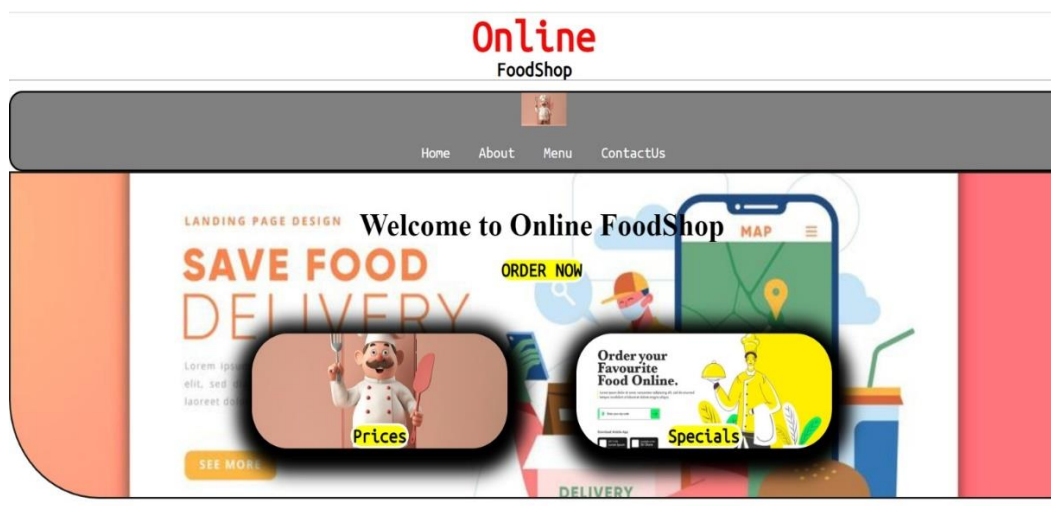 Online
FoodShop
Home About Menu ContactUs
LANDING PAGE DESIGN
Welcome to Online FoodShop
MAP
SAVE FOOD
ORDER NOW
DELIVERY
Lorem
elit, sed
laoreet
Order your
Favourite
Food Online.
Prices
Specials
SEE MORE
DELIVERY